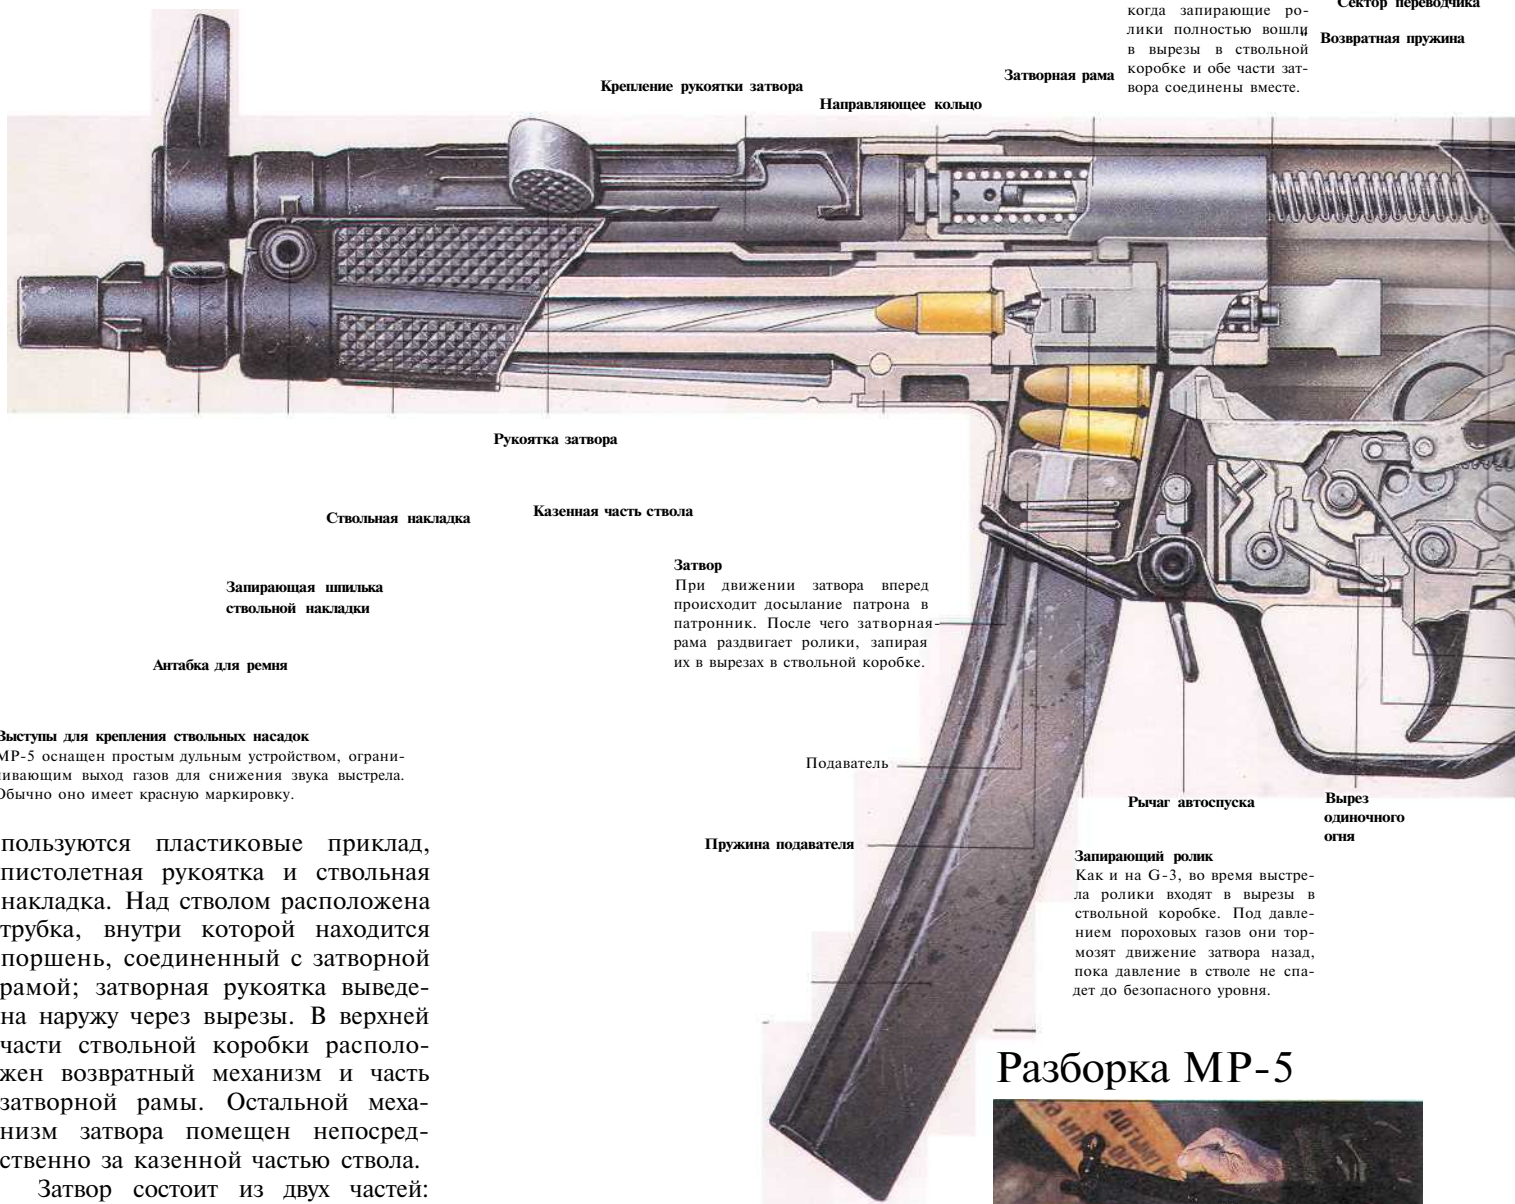 когда запирающие ро-
лики полностью вошли
в вырезы в ствольной
коробке и обе части зат-
вора соединены вместе.
Сектор переводчика
Возвратная пружина
Затворная рама
Крепление рукоятки затвора
Направляющее кольцо
Рукоятка затвора
Ствольная накладка
Казенная часть ствола
Запирающая шпилька
ствольной накладки
Антабка для ремня
Затвор
При движении затвора вперед
происходит досылание патрона в
патронник. После чего затворная
рама раздвигает ролики, запирая
их в вырезах в ствольной коробке.
Выступы для крепления ствольных насадок
МР-5 оснащен простым дульным устройством, ограни-
чивающим выход газов для снижения звука выстрела.
Обычно оно имеет красную маркировку.
Подаватель
Пружина подавателя
Рычаг автоспуска
Вырез
одиночного
огня
Запирающий ролик
Как и на G-3, во время выстре-
ла ролики входят в вырезы в
ствольной коробке. Под давле-
нием пороховых газов они тор-
мозят движение затвора назад,
пока давление в стволе не спа-
дет до безопасного уровня.
пользуются пластиковые приклад,
пистолетная рукоятка и ствольная
накладка. Над стволом расположена
трубка, внутри которой находится
поршень, соединенный с затворной
рамой; затворная рукоятка выведе-
на наружу через вырезы. В верхней
части ствольной коробки располо-
жен возвратный механизм и часть
затворной рамы. Остальной меха-
низм затвора помещен непосред-
ственно за казенной частью ствола.
Затвор состоит из двух частей:
Разборка МР-5